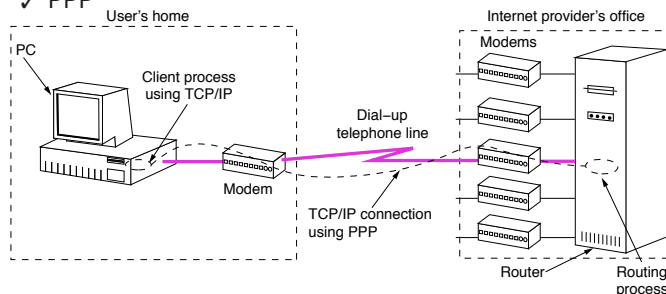 ✓ PPP
User's home
Internet provider's office
PC
Modems
Client process
using TCP/IP
Dial–up
telephone line
Modem
TCP/IP connection
using PPP
Router
Routing
process